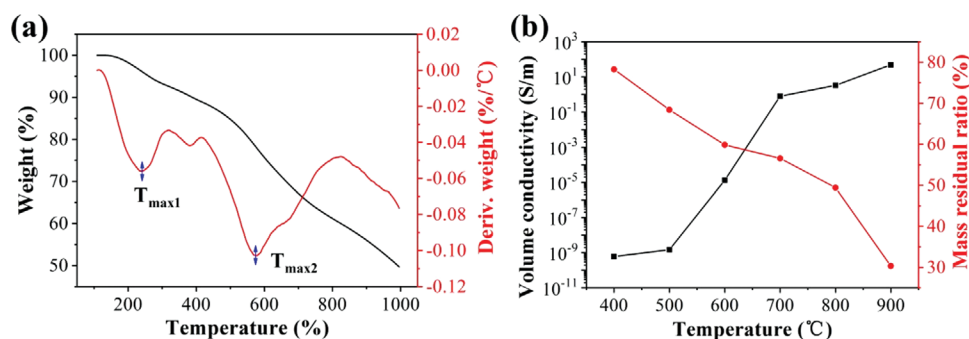 (a)
100
90
80
70
60
50
Weight (%)
200 400 600 800 1000
Temperature (%)
0.02
0.00
-0.02
-0.04
-0.06
-0.08
-0.10
-0.12
Deriv. weight (%/℃)
Tmax1
Tmax2
(b)
10³
10¹
10⁻¹
10⁻³
10⁻⁵
10⁻⁷
10⁻⁹
10⁻¹¹
Volume conductivity (S/m)
400 500 600 700 800 900
Temperature(℃)
80
70
60
50
40
30
Mass residual ratio (%)